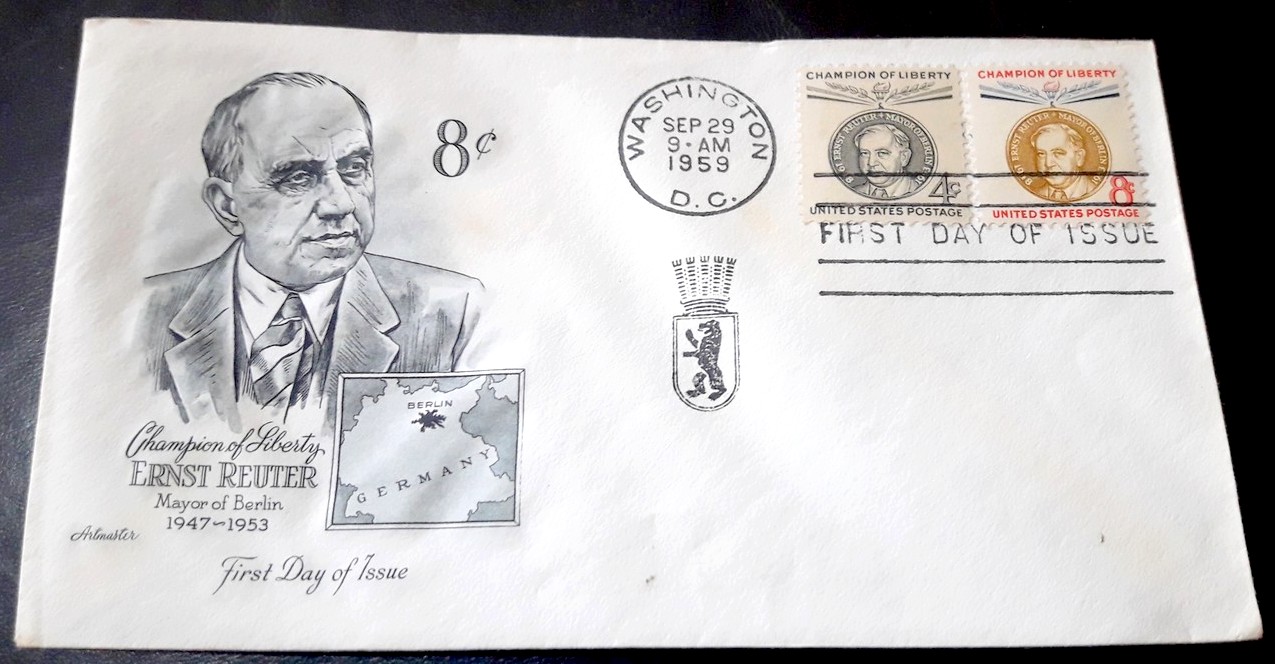 8¢
WASHINGTON
SEP 29
9-AM
1959
D.C.
CHAMPION OF LIBERTY
ERNST REUTER • MAYOR OF BERLIN
4¢
UNITED STATES POSTAGE
CHAMPION OF LIBERTY
ERNST REUTER • MAYOR OF BERLIN
8¢
UNITED STATES POSTAGE
FIRST DAY OF ISSUE
BERLIN
GERMANY
Champion of Liberty
ERNST REUTER
Mayor of Berlin
1947~1953
Artmaster
First Day of Issue